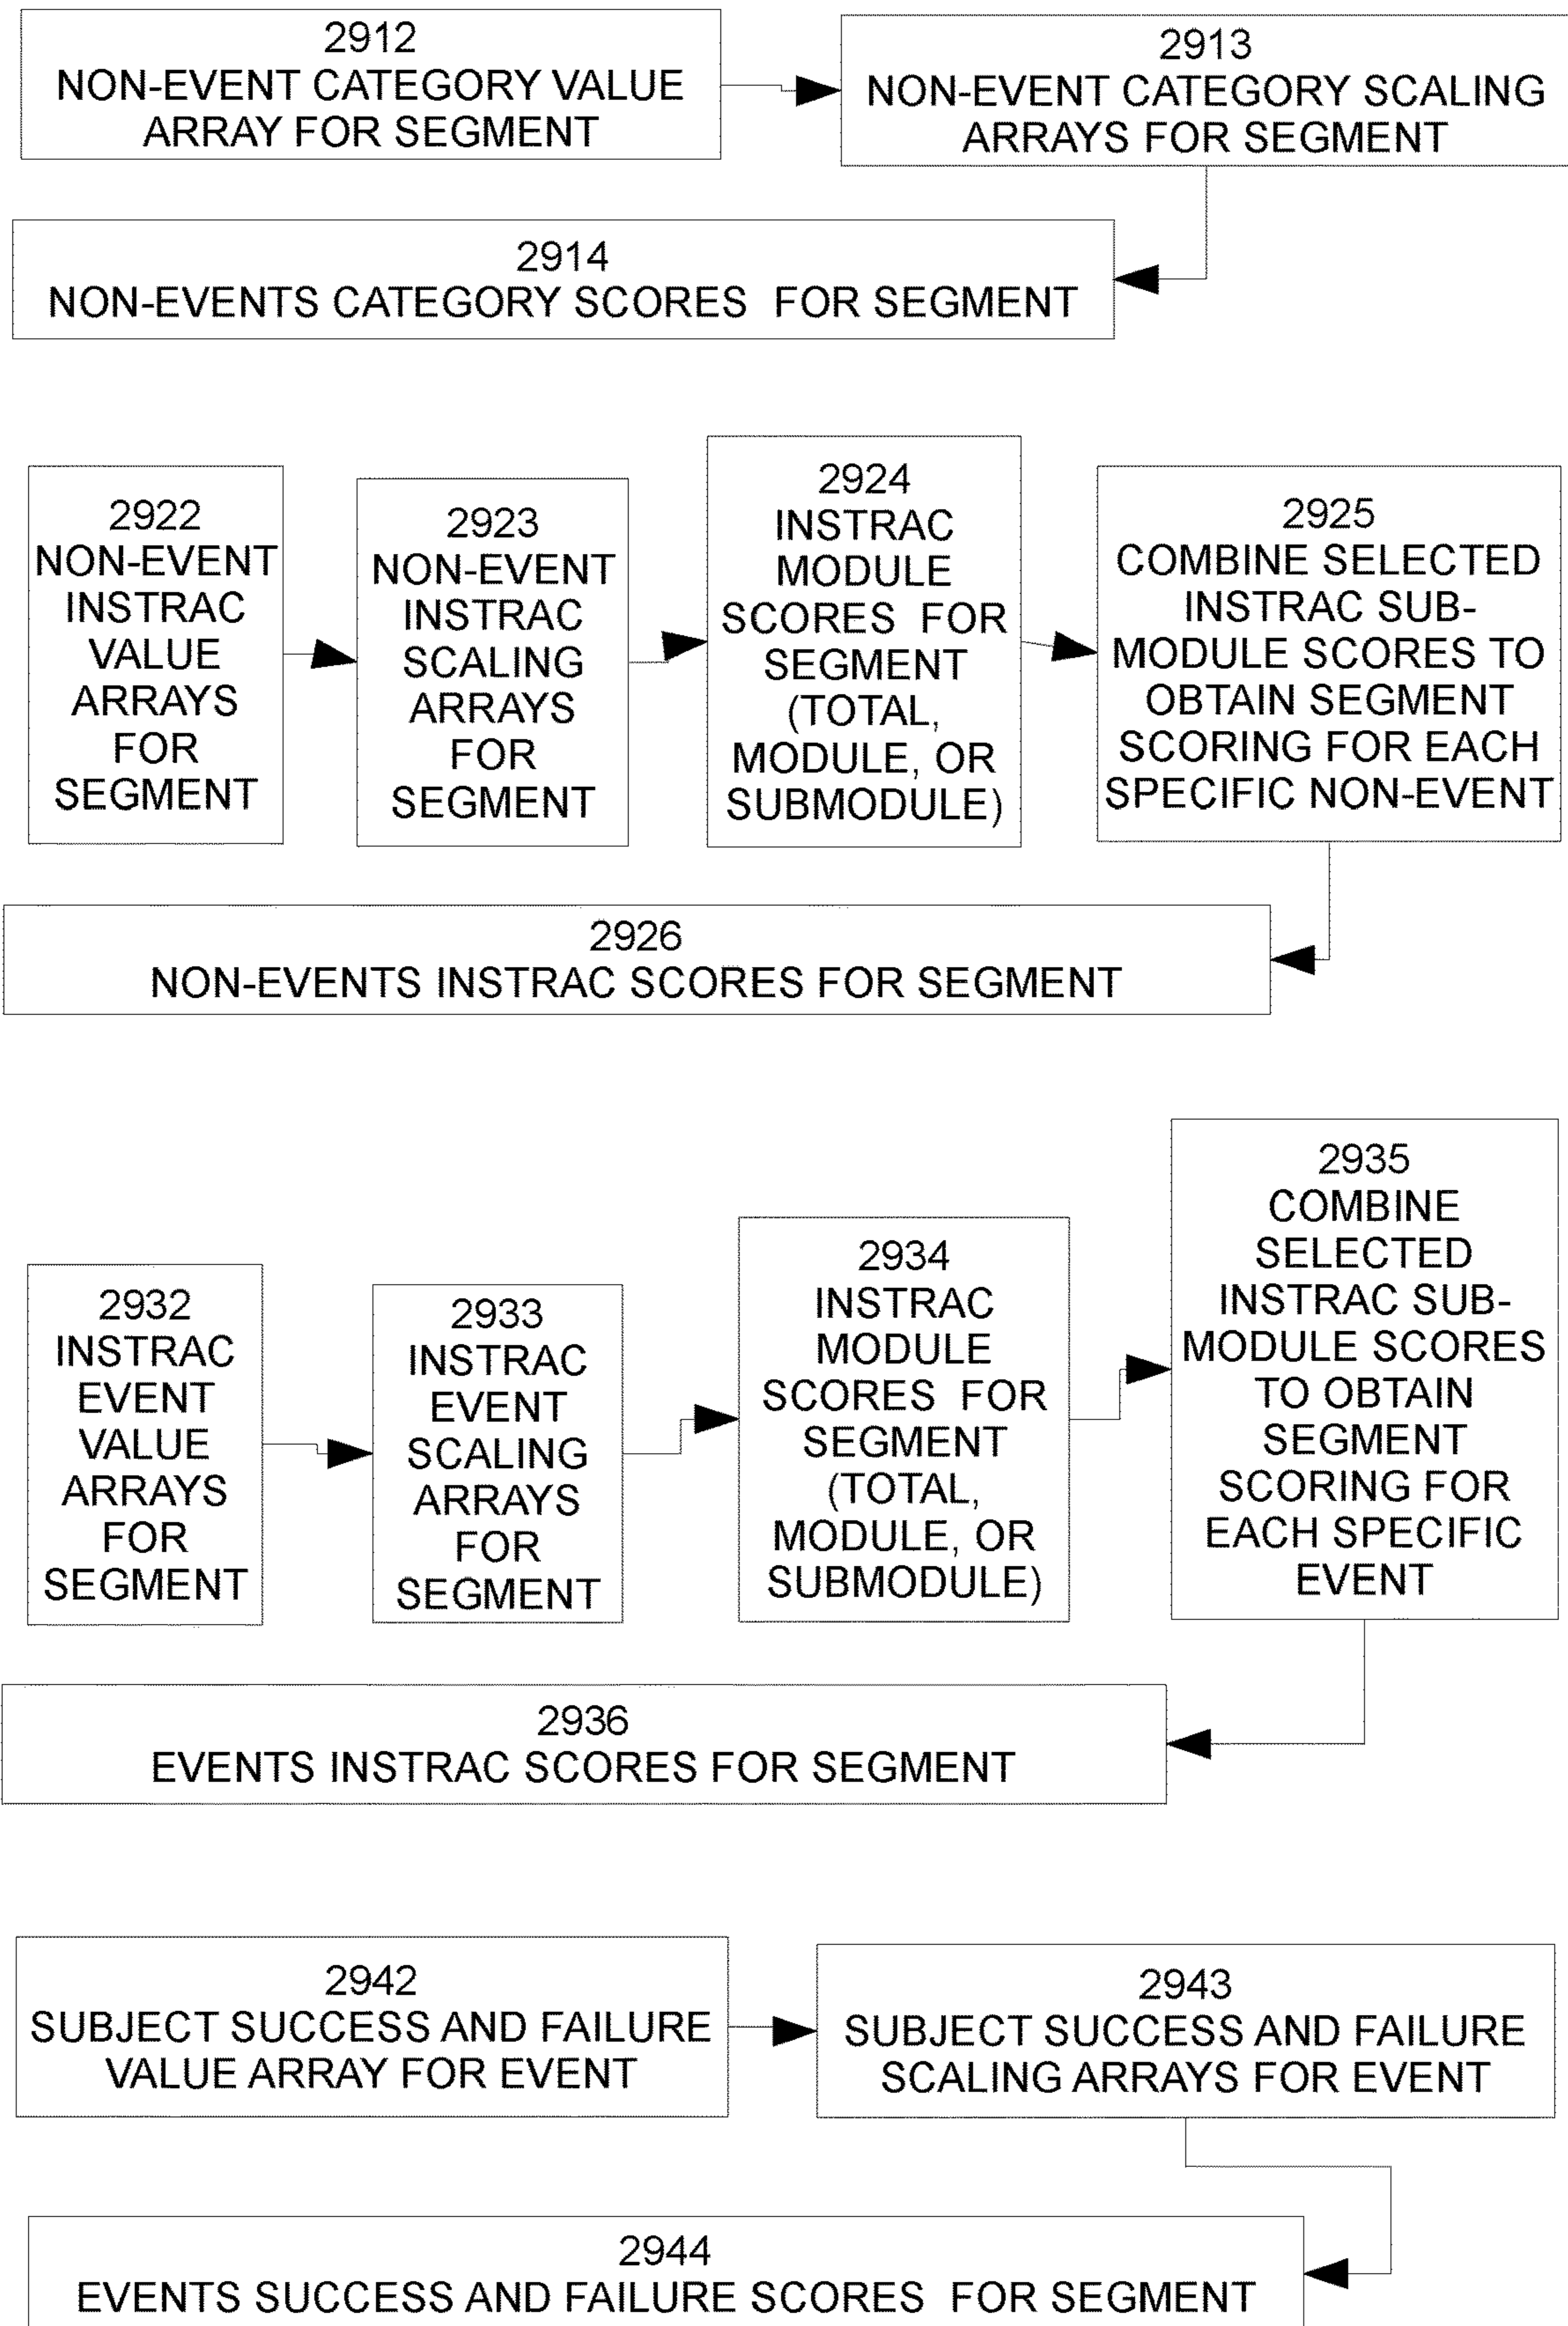 2912
NON-EVENT CATEGORY VALUE
ARRAY FOR SEGMENT
2913
NON-EVENT CATEGORY SCALING
ARRAYS FOR SEGMENT
2914
NON-EVENTS CATEGORY SCORES FOR SEGMENT
2922
NON-EVENT
INSTRAC
VALUE
ARRAYS
FOR
SEGMENT
2923
NON-EVENT
INSTRAC
SCALING
ARRAYS
FOR
SEGMENT
2924
INSTRAC
MODULE
SCORES FOR
SEGMENT
(TOTAL,
MODULE, OR
SUBMODULE)
2925
COMBINE SELECTED
INSTRAC SUB-
MODULE SCORES TO
OBTAIN SEGMENT
SCORING FOR EACH
SPECIFIC NON-EVENT
2926
NON-EVENTS INSTRAC SCORES FOR SEGMENT
2932
INSTRAC
EVENT
VALUE
ARRAYS
FOR
SEGMENT
2933
INSTRAC
EVENT
SCALING
ARRAYS
FOR
SEGMENT
2934
INSTRAC
MODULE
SCORES FOR
SEGMENT
(TOTAL,
MODULE, OR
SUBMODULE)
2935
COMBINE
SELECTED
INSTRAC SUB-
MODULE SCORES
TO OBTAIN
SEGMENT
SCORING FOR
EACH SPECIFIC
EVENT
2936
EVENTS INSTRAC SCORES FOR SEGMENT
2942
SUBJECT SUCCESS AND FAILURE
VALUE ARRAY FOR EVENT
2943
SUBJECT SUCCESS AND FAILURE
SCALING ARRAYS FOR EVENT
2944
EVENTS SUCCESS AND FAILURE SCORES FOR SEGMENT